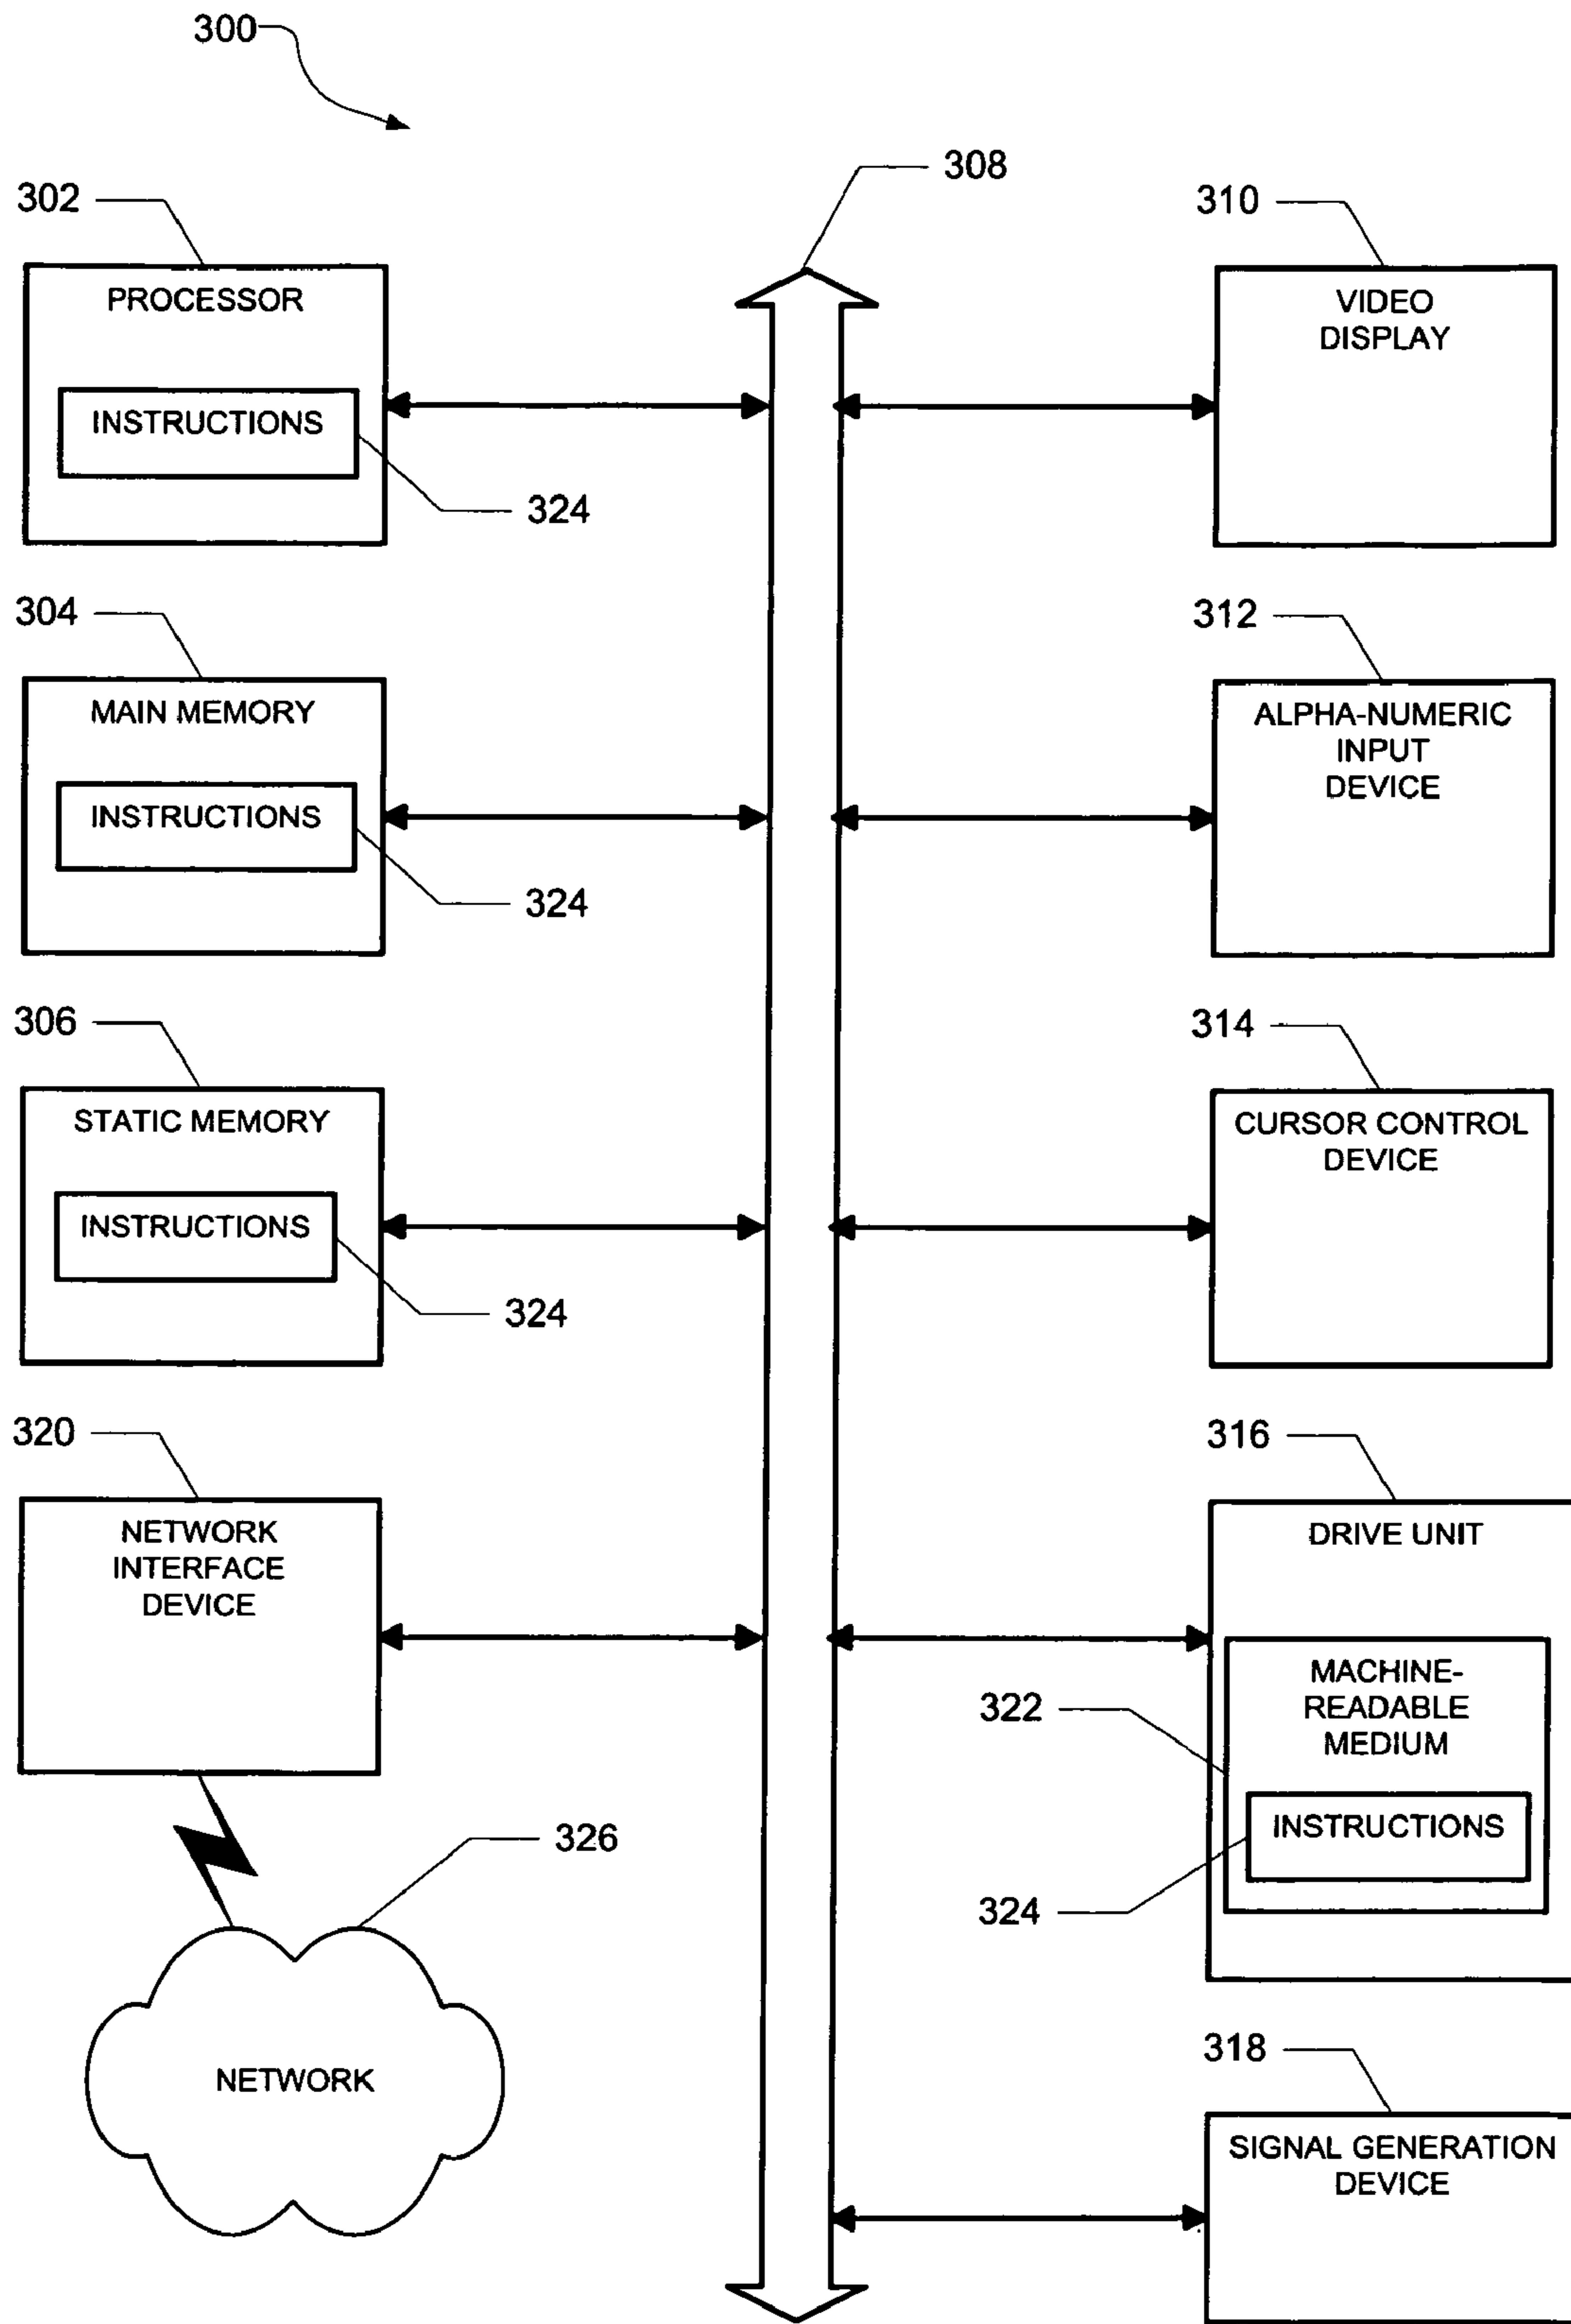 300
308
302
PROCESSOR
INSTRUCTIONS
324
310
VIDEO
DISPLAY
304
MAIN MEMORY
INSTRUCTIONS
324
312
ALPHA-NUMERIC
INPUT
DEVICE
306
STATIC MEMORY
INSTRUCTIONS
324
314
CURSOR CONTROL
DEVICE
320
NETWORK
INTERFACE
DEVICE
316
DRIVE UNIT
322
MACHINE-
READABLE
MEDIUM
INSTRUCTIONS
324
326
NETWORK
318
SIGNAL GENERATION
DEVICE